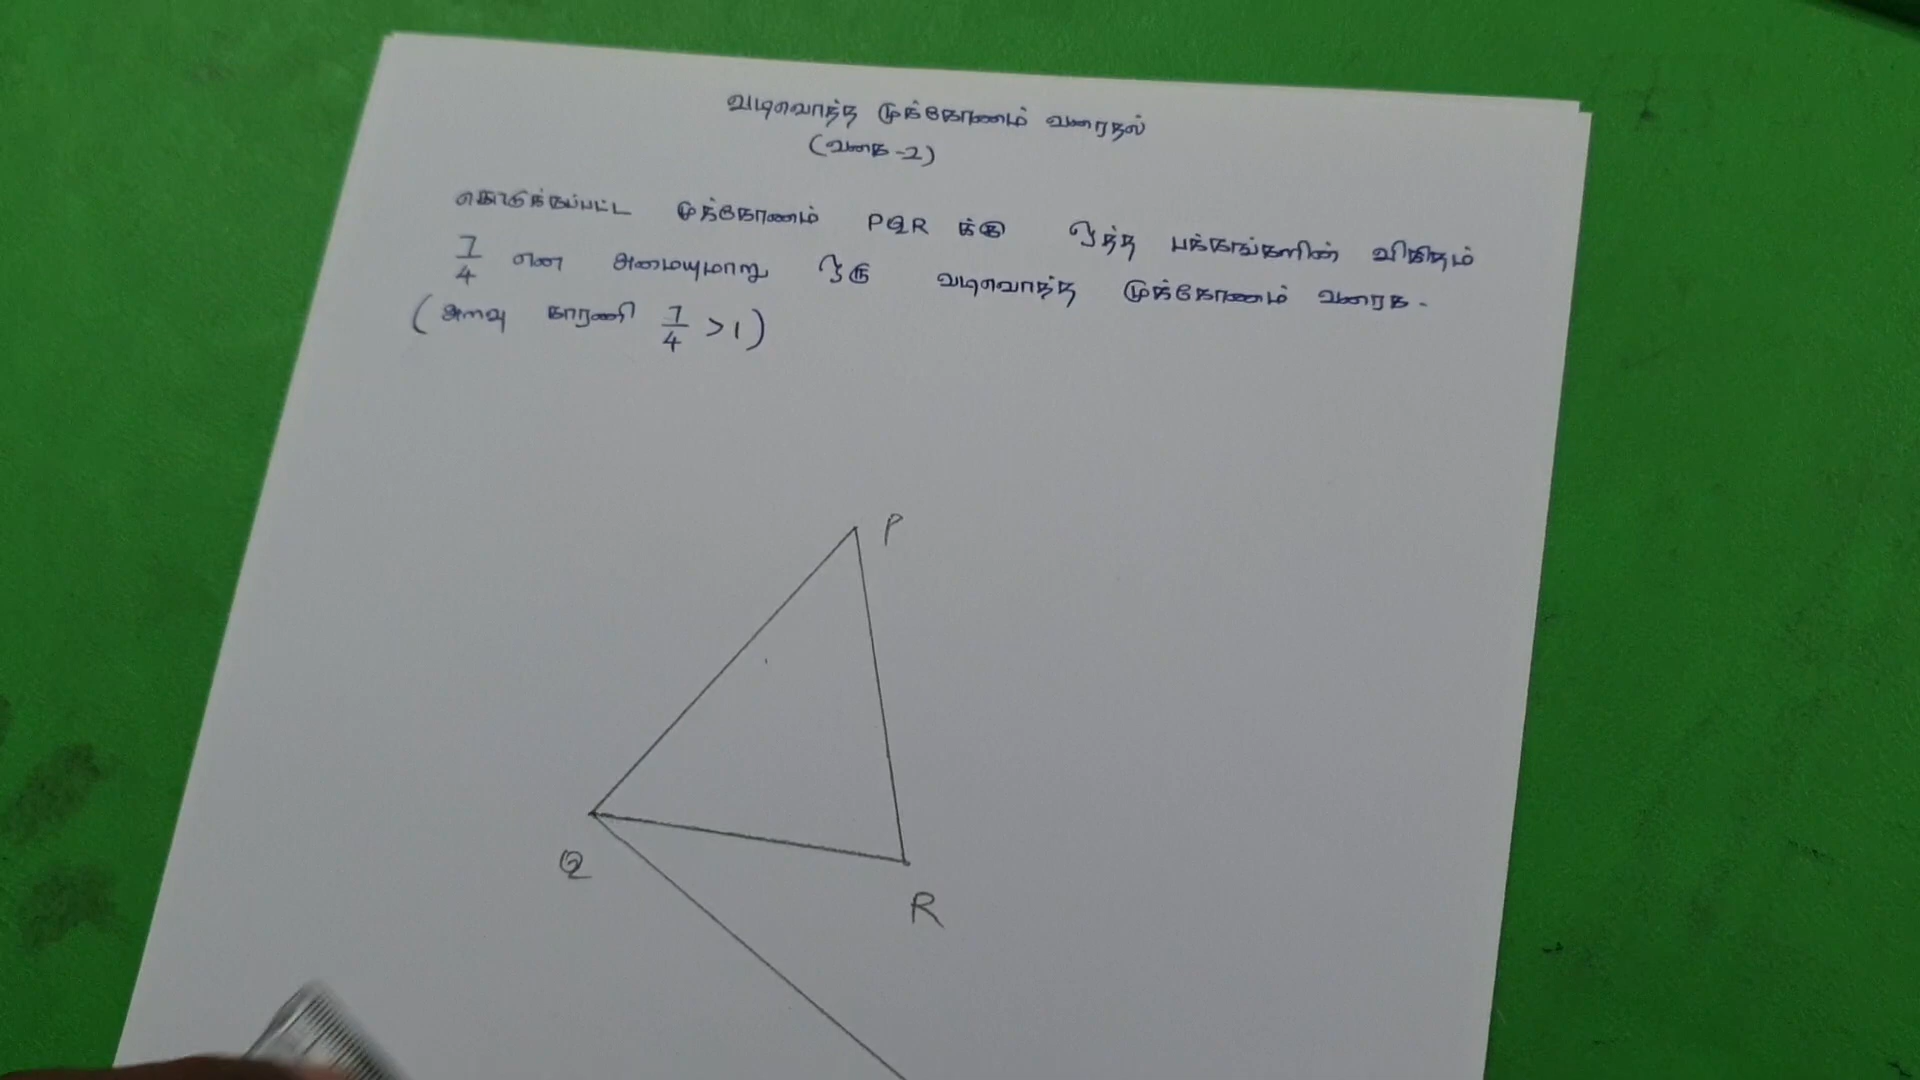 வடிவொத்த முக்கோணம் வரைதல்
(வகை -2)
கொடுக்கப்பட்ட முக்கோணம் PQR க்கு ஒத்த பக்கங்களின் விகிதம்
7/4 என அமையுமாறு ஒரு வடிவொத்த முக்கோணம் வரைக.
(அளவு காரணி 7/4 > 1)
P
Q
R